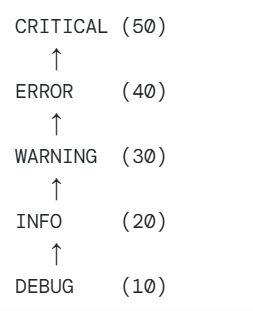 CRITICAL (50)
↑
ERROR    (40)
↑
WARNING  (30)
↑
INFO     (20)
↑
DEBUG    (10)